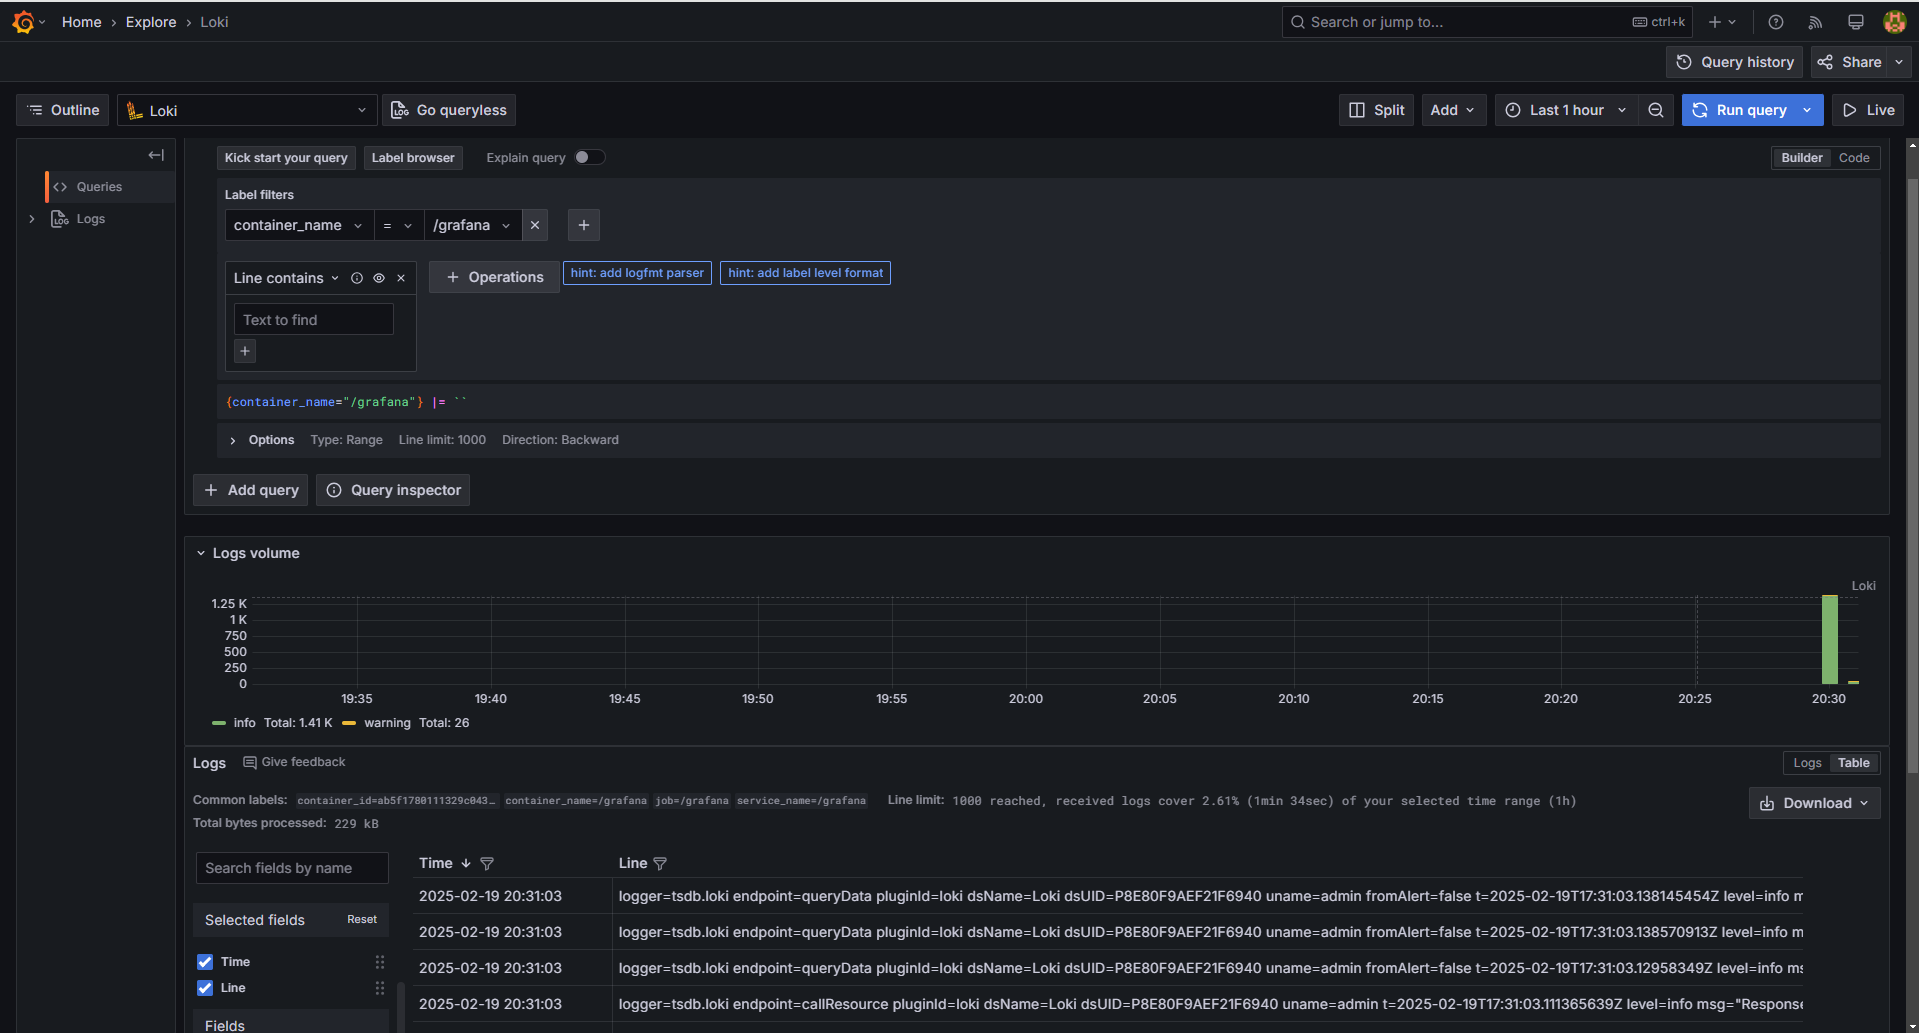 Home › Explore › Loki
Search or jump to... ctrl+k
Query history Share
Outline Loki Go queryless Split Add Last 1 hour Run query Live
Kick start your query Label browser Explain query Builder Code
Queries
Logs
Label filters
container_name = /grafana
Line contains + Operations hint: add logfmt parser hint: add label level format
Text to find
{container_name="/grafana"} |= ``
Options Type: Range Line limit: 1000 Direction: Backward
+ Add query Query inspector
Logs volume
Loki
1.25 K
1 K
750
500
250
0
19:35 19:40 19:45 19:50 19:55 20:00 20:05 20:10 20:15 20:20 20:25 20:30
info Total: 1.41 K warning Total: 26
Logs Give feedback Logs Table
Common labels: container_id=ab5f1780111329c043… container_name=/grafana job=/grafana service_name=/grafana Line limit: 1000 reached, received logs cover 2.61% (1min 34sec) of your selected time range (1h)
Download
Total bytes processed: 229 kB
Search fields by name
Time Line
2025-02-19 20:31:03 logger=tsdb.loki endpoint=queryData pluginId=loki dsName=Loki dsUID=P8E80F9AEF21F6940 uname=admin fromAlert=false t=2025-02-19T17:31:03.138145454Z level=info m
Selected fields Reset
2025-02-19 20:31:03 logger=tsdb.loki endpoint=queryData pluginId=loki dsName=Loki dsUID=P8E80F9AEF21F6940 uname=admin fromAlert=false t=2025-02-19T17:31:03.138570913Z level=info m
Time
2025-02-19 20:31:03 logger=tsdb.loki endpoint=queryData pluginId=loki dsName=Loki dsUID=P8E80F9AEF21F6940 uname=admin fromAlert=false t=2025-02-19T17:31:03.12958349Z level=info ms
Line
2025-02-19 20:31:03 logger=tsdb.loki endpoint=callResource pluginId=loki dsName=Loki dsUID=P8E80F9AEF21F6940 uname=admin t=2025-02-19T17:31:03.111365639Z level=info msg="Response
Fields